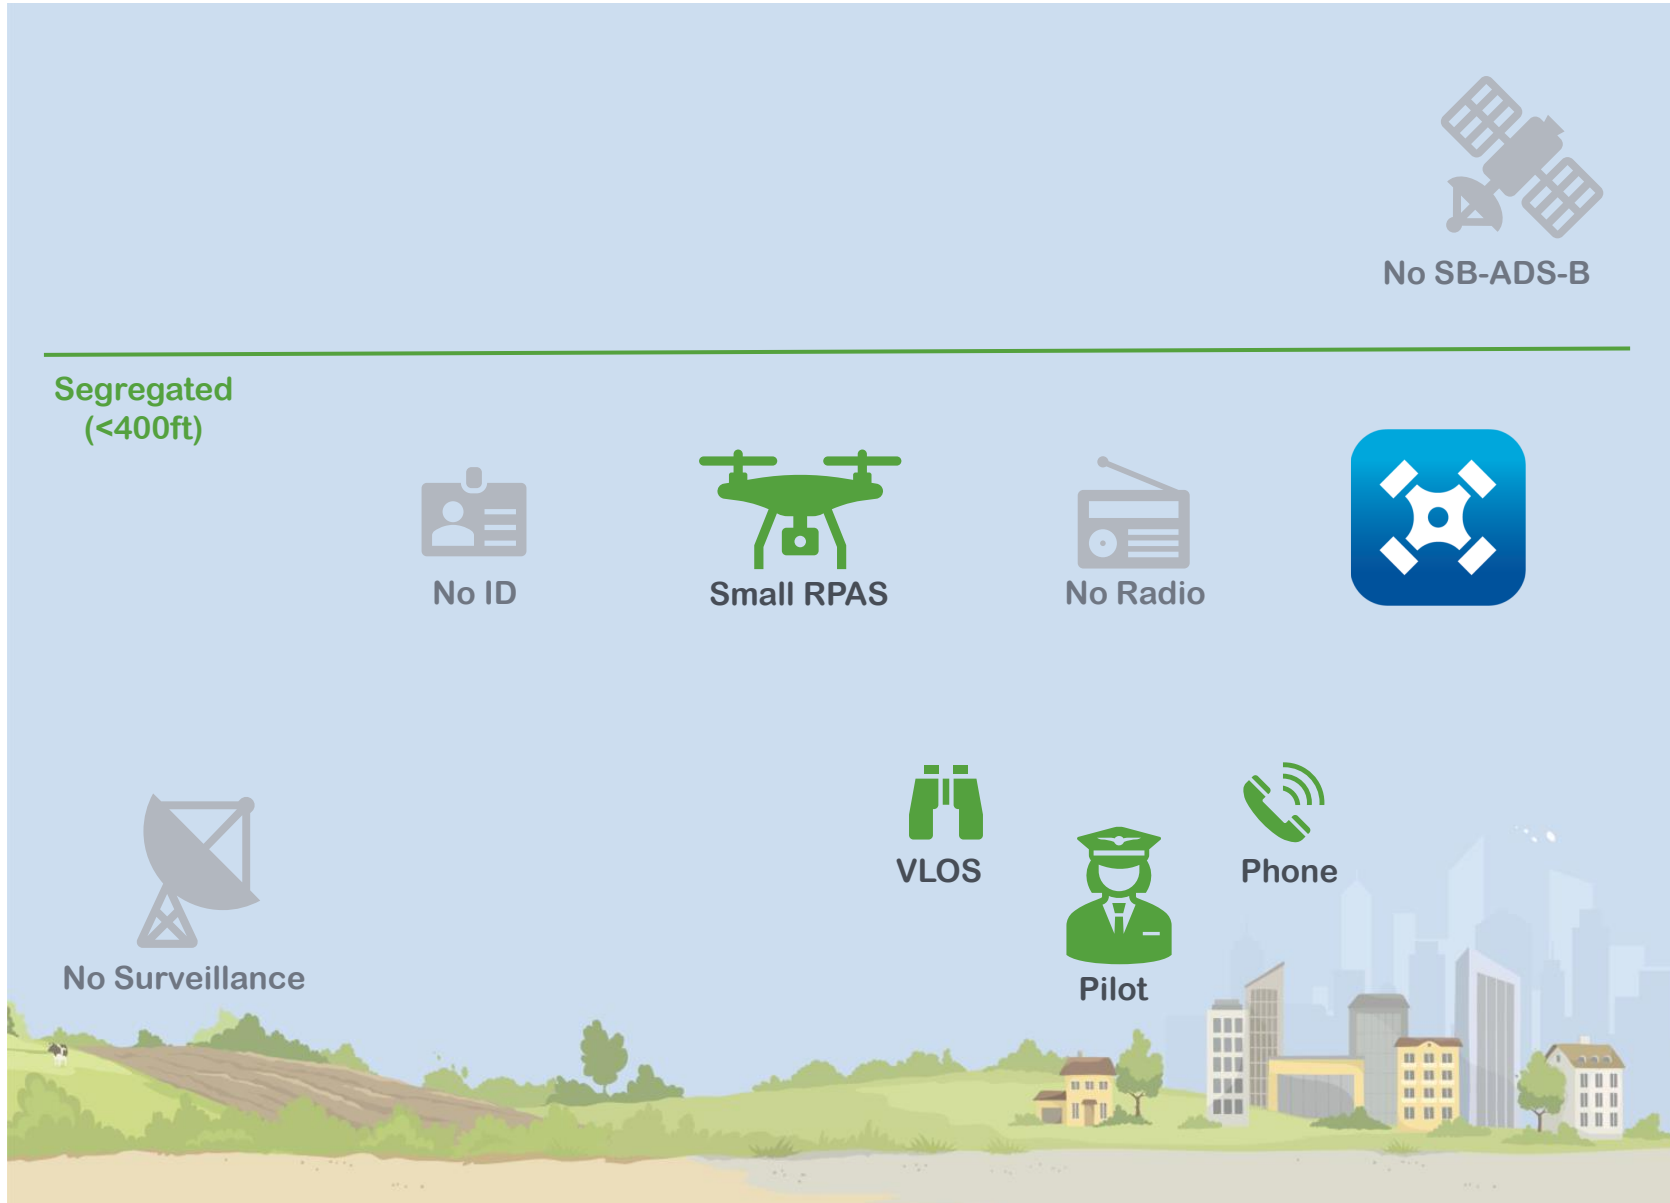 No SB-ADS-B
Segregated
(<400ft)
No ID
Small RPAS
No Radio
VLOS
Phone
No Surveillance
Pilot